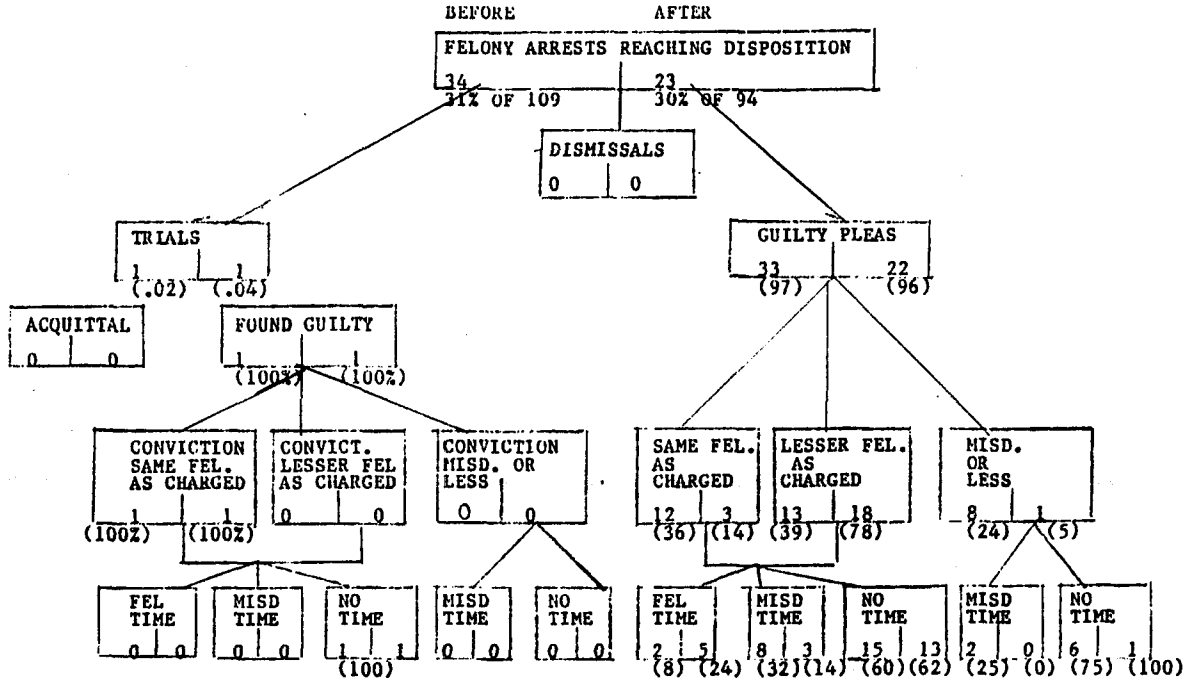 BEFORE AFTER
FELONY ARRESTS REACHING DISPOSITION
34 23
31% OF 109 30% OF 94
DISMISSALS
0 0
TRIALS
1 1
(.02) (.04)
GUILTY PLEAS
33 22
(97) (96)
ACQUITTAL
0 0
FOUND GUILTY
1 1
(100%) (100%)
CONVICTION
SAME FEL.
AS CHARGED
1 1
(100%) (100%)
CONVICT.
LESSER FEL
AS CHARGED
0 0
CONVICTION
MISD. OR
LESS
0 0
SAME FEL.
AS
CHARGED
12 3
(36) (14)
LESSER FEL.
AS
CHARGED
13 18
(39) (78)
MISD.
OR
LESS
8 1
(24) (5)
FEL
TIME
0 0
MISD
TIME
0 0
NO
TIME
1 1
(100)
MISD
TIME
0 0
NO
TIME
0 0
FEL
TIME
2 5
(8) (24)
MISD
TIME
8 3
(32) (14)
NO
TIME
15 13
(60) (62)
MISD
TIME
2 0
(25) (0)
NO
TIME
6 1
(75) (100)